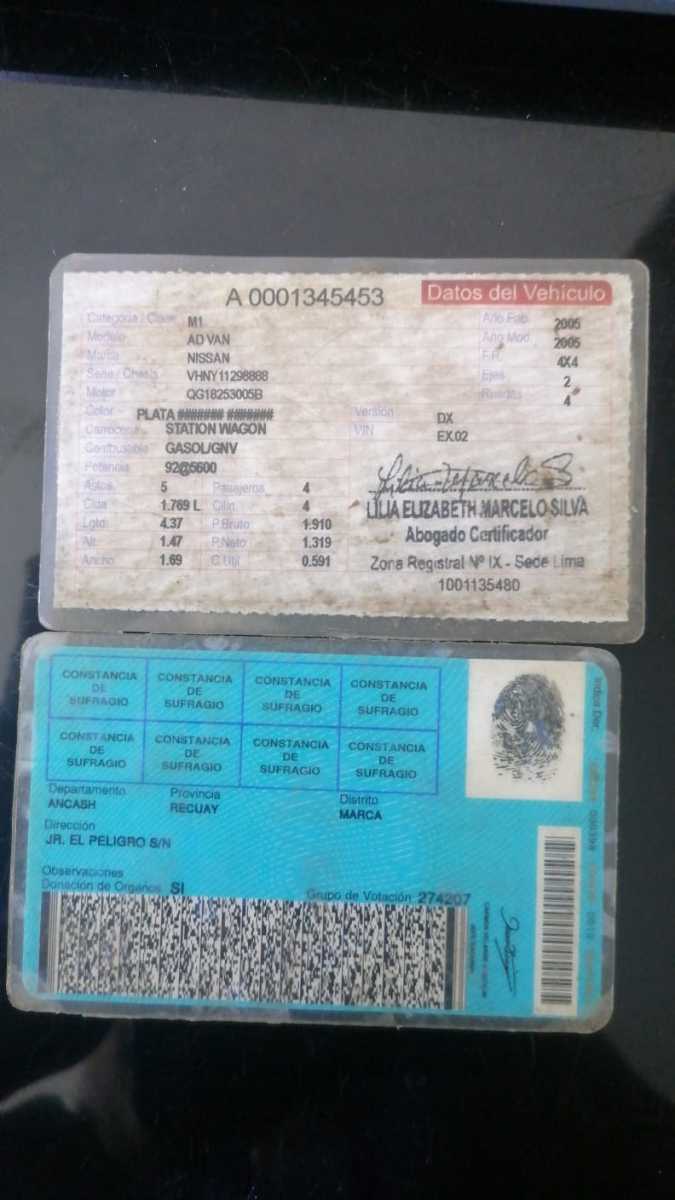 A 0001345453
Datos del Vehículo
Categoria / Clase M1
Año Fab. 2005
Modelo AD VAN
Año Mod. 2005
Marca NISSAN
F.R. 4X4
Serie / Chasis VHNY11298888
Ejes 2
Motor QG18253005B
Ruedas 4
Color PLATA ####### #######
Versión DX
Carrocería STATION WAGON
VIN EX.02
Combustible GASOL/GNV
Potencia 92@5600
Astos. 5 Pasajeros 4
Clda 1.769 L Cilin. 4
LILIA ELIZABETH MARCELO SILVA
Lgtd. 4.37 P.Bruto 1.910
Abogado Certificador
Alt. 1.47 P.Neto 1.319
Zona Registral Nº IX - Sede Lima
Ancho 1.69 C.Util 0.591
1001135480
CONSTANCIA DE SUFRAGIO
CONSTANCIA DE SUFRAGIO
CONSTANCIA DE SUFRAGIO
CONSTANCIA DE SUFRAGIO
CONSTANCIA DE SUFRAGIO
CONSTANCIA DE SUFRAGIO
CONSTANCIA DE SUFRAGIO
CONSTANCIA DE SUFRAGIO
Indice Der.
Departamento Provincia Distrito
ANCASH RECUAY MARCA
Dirección
JR. EL PELIGRO S/N
Observaciones
Donación de Organos SI
Grupo de Votación 274207